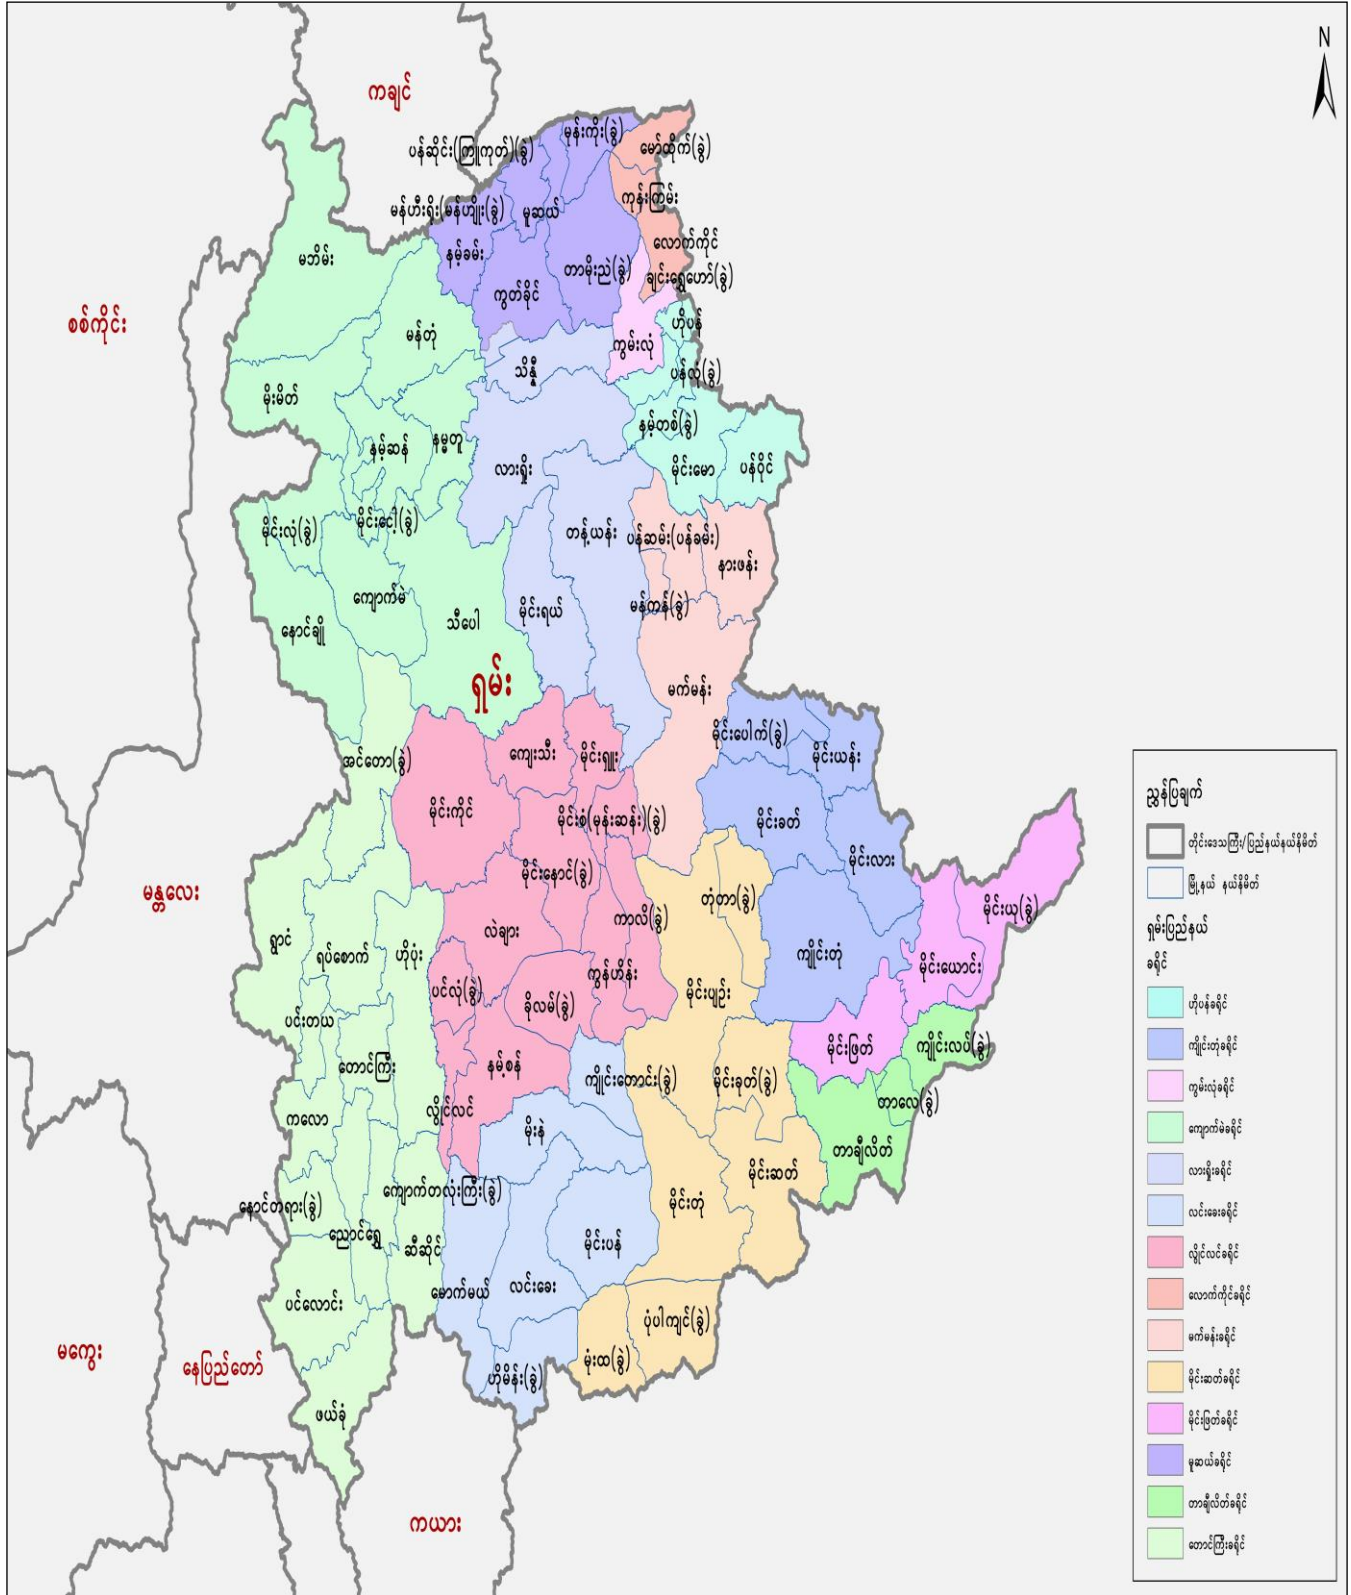 N
ကချင်
မုန်းကိုး(ခွဲ)
ပန်ဆိုင်း(ကြူကုတ်)(ခွဲ)
မော်ထိုက်(ခွဲ)
ကုန်းကြမ်း
မန်ဟီးရိုး(မန်ဟျိုး(ခွဲ)
မူဆယ်
လောက်ကိုင်
မဘိမ်း
နမ့်ခမ်း
တာမိုးညဲ(ခွဲ)
ချင်းရွှေဟော်(ခွဲ)
ကွတ်ခိုင်
စစ်ကိုင်း
ဟိုပန်
မန်တုံ
ကွမ်းလုံ
သိန္နီ
ပန်လုံ(ခွဲ)
မိုးမိတ်
နမ့်တစ်(ခွဲ)
နမ့်ဆန်
နမ္မတူ
လားရှိုး
မိုင်းမော
ပန်ဝိုင်
မိုင်းလုံ(ခွဲ)
မိုင်းငေါ့(ခွဲ)
တန့်ယန်း
ပန်ဆမ်း(ပန်ခမ်း)
နားဖန်း
ကျောက်မဲ
မိုင်းရယ်
မန်ကန်(ခွဲ)
နောင်ချို
သီပေါ
ရှမ်း
မက်မန်း
မိုင်းပေါက်(ခွဲ)
အင်တော(ခွဲ)
ကျေးသီး
မိုင်းရှူး
မိုင်းယန်း
မိုင်းကိုင်
မိုင်းစံ(မုန်းဆန်း)(ခွဲ)
မိုင်းခတ်
မိုင်းလား
မိုင်းနောင်(ခွဲ)
မန္တလေး
တုံတာ(ခွဲ)
မိုင်းယု(ခွဲ)
ကာလိ(ခွဲ)
ရွာငံ
ရပ်စောက်
ဟိုပုံး
လဲချား
ကျိုင်းတုံ
မိုင်းယောင်း
ကွန်ဟိန်း
ပင်လုံ(ခွဲ)
ခိုလမ်(ခွဲ)
မိုင်းပျဉ်း
ပင်းတယ
မိုင်းဖြတ်
ကျိုင်းလပ်(ခွဲ)
တောင်ကြီး
နမ့်စန်
ကျိုင်းတောင်း(ခွဲ)
မိုင်းခုတ်(ခွဲ)
တာလေ(ခွဲ)
ကလော
လွိုင်လင်
မိုးနဲ
တာချီလိတ်
မိုင်းဆတ်
ကျောက်တလုံးကြီး(ခွဲ)
နောင်တရား(ခွဲ)
မိုင်းတုံ
ညောင်ရွှေ
ဆီဆိုင်
မိုင်းပန်
မောက်မယ်
လင်းခေး
ပင်လောင်း
ပုံပါကျင်(ခွဲ)
မကွေး
နေပြည်တော်
မုံးထ(ခွဲ)
ဟိုမိန်း(ခွဲ)
ဖယ်ခုံ
ကယား
ညွှန်ပြချက်
တိုင်းဒေသကြီး/ပြည်နယ်နယ်နိမိတ်
မြို့နယ် နယ်နိမိတ်
ရှမ်းပြည်နယ်
ခရိုင်
ဟိုပန်ခရိုင်
ကျိုင်းတုံခရိုင်
ကွမ်းလုံခရိုင်
ကျောက်မဲခရိုင်
လားရှိုးခရိုင်
လင်းခေးခရိုင်
လွိုင်လင်ခရိုင်
လောက်ကိုင်ခရိုင်
မက်မန်းခရိုင်
မိုင်းဆတ်ခရိုင်
မိုင်းဖြတ်ခရိုင်
မူဆယ်ခရိုင်
တာချီလိတ်ခရိုင်
တောင်ကြီးခရိုင်